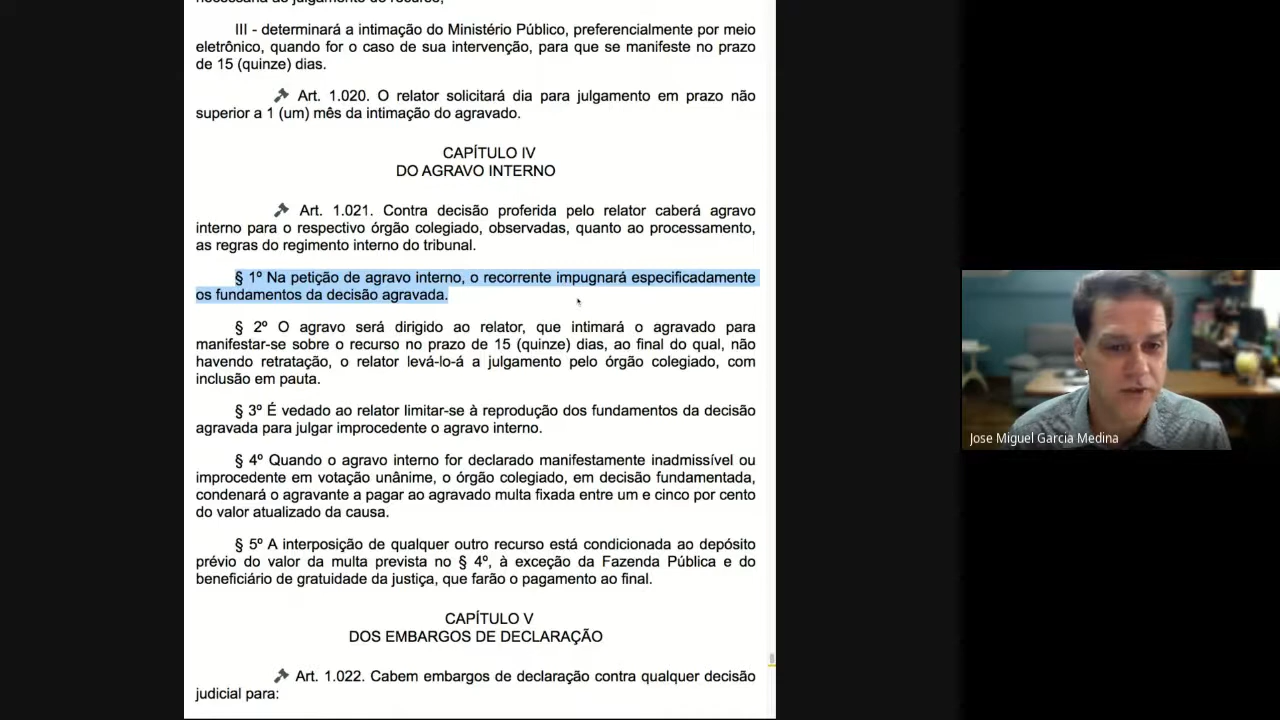 III - determinará a intimação do Ministério Público, preferencialmente por meio
eletrônico, quando for o caso de sua intervenção, para que se manifeste no prazo
de 15 (quinze) dias.
Art. 1.020. O relator solicitará dia para julgamento em prazo não
superior a 1 (um) mês da intimação do agravado.
CAPÍTULO IV
DO AGRAVO INTERNO
Art. 1.021. Contra decisão proferida pelo relator caberá agravo
interno para o respectivo órgão colegiado, observadas, quanto ao processamento,
as regras do regimento interno do tribunal.
§ 1º Na petição de agravo interno, o recorrente impugnará especificadamente
os fundamentos da decisão agravada.
§ 2º O agravo será dirigido ao relator, que intimará o agravado para
manifestar-se sobre o recurso no prazo de 15 (quinze) dias, ao final do qual, não
havendo retratação, o relator levá-lo-á a julgamento pelo órgão colegiado, com
inclusão em pauta.
§ 3º É vedado ao relator limitar-se à reprodução dos fundamentos da decisão
agravada para julgar improcedente o agravo interno.
§ 4º Quando o agravo interno for declarado manifestamente inadmissível ou
improcedente em votação unânime, o órgão colegiado, em decisão fundamentada,
condenará o agravante a pagar ao agravado multa fixada entre um e cinco por cento
do valor atualizado da causa.
§ 5º A interposição de qualquer outro recurso está condicionada ao depósito
prévio do valor da multa prevista no § 4º, à exceção da Fazenda Pública e do
beneficiário de gratuidade da justiça, que farão o pagamento ao final.
CAPÍTULO V
DOS EMBARGOS DE DECLARAÇÃO
Art. 1.022. Cabem embargos de declaração contra qualquer decisão
judicial para:
Jose Miguel Garcia Medina